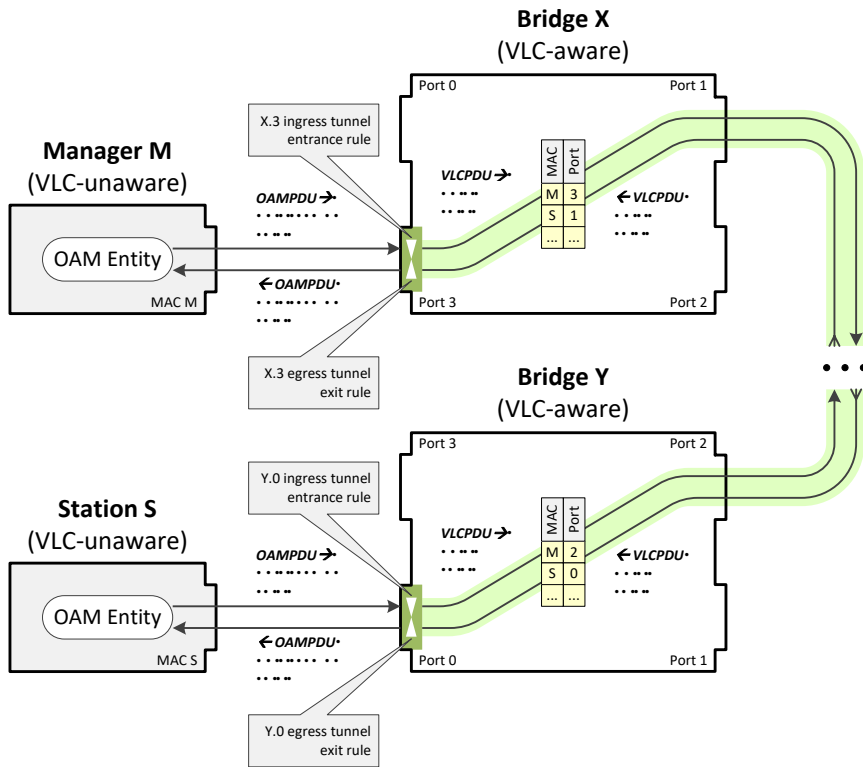 Bridge X
(VLC-aware)
Port 0
Port 1
X.3 ingress tunnel
entrance rule
Manager M
(VLC-unaware)
OAMPDU →
VLCPDU →
MAC
Port
M 3
S 1
... ...
← VLCPDU
OAM Entity
MAC M
← OAMPDU
Port 3
Port 2
X.3 egress tunnel
exit rule
Bridge Y
(VLC-aware)
...
Port 3
Port 2
Y.0 ingress tunnel
entrance rule
Station S
(VLC-unaware)
OAMPDU →
VLCPDU →
MAC
Port
M 2
S 0
... ...
← VLCPDU
OAM Entity
MAC S
← OAMPDU
Port 0
Port 1
Y.0 egress tunnel
exit rule